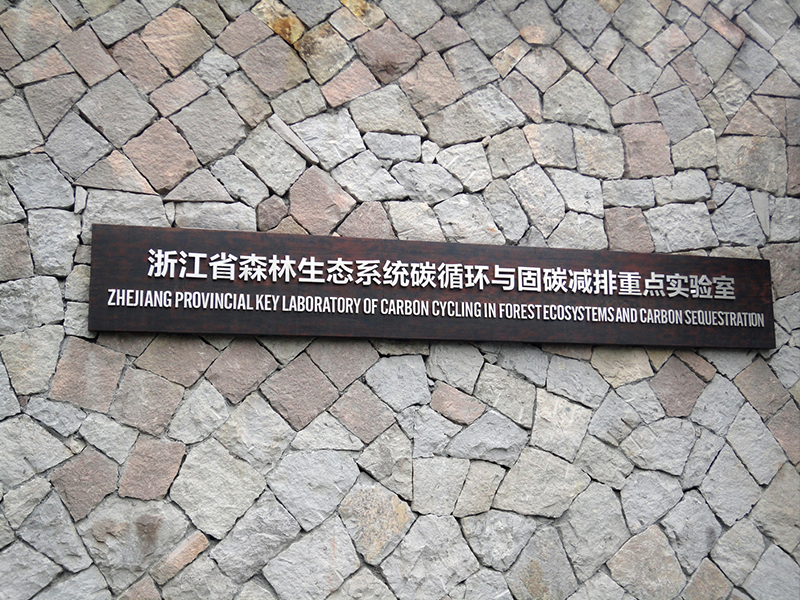 浙江省森林生态系统碳循环与固碳减排重点实验室
ZHEJIANG PROVINCIAL KEY LABORATORY OF CARBON CYCLING IN FOREST ECOSYSTEMS AND CARBON SEQUESTRATION